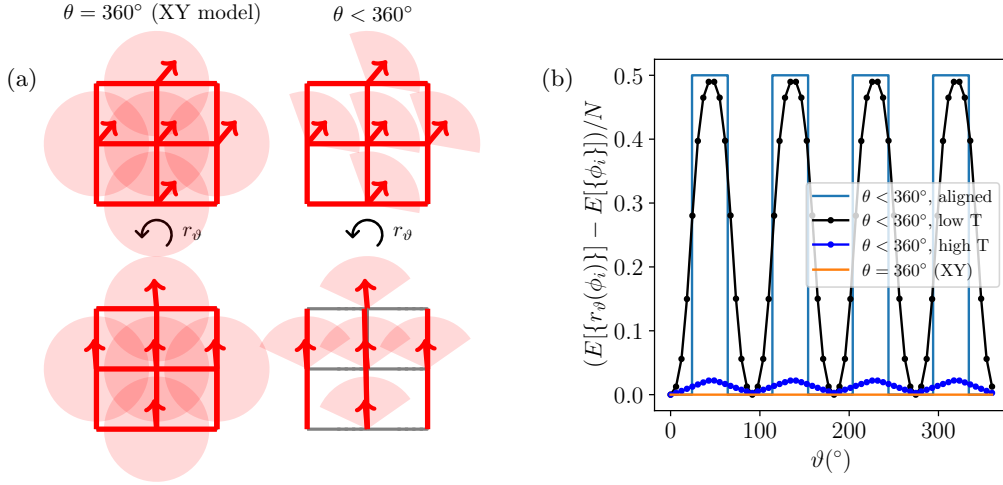 θ = 360° (XY model)
θ < 360°
(a)
r_ϑ
r_ϑ
(b)
(E[{r_ϑ(ϕ_i)}] − E[{ϕ_i}])/N
0.5
0.4
0.3
0.2
0.1
0.0
θ < 360°, aligned
θ < 360°, low T
θ < 360°, high T
θ = 360° (XY)
0
100
200
300
ϑ(°)